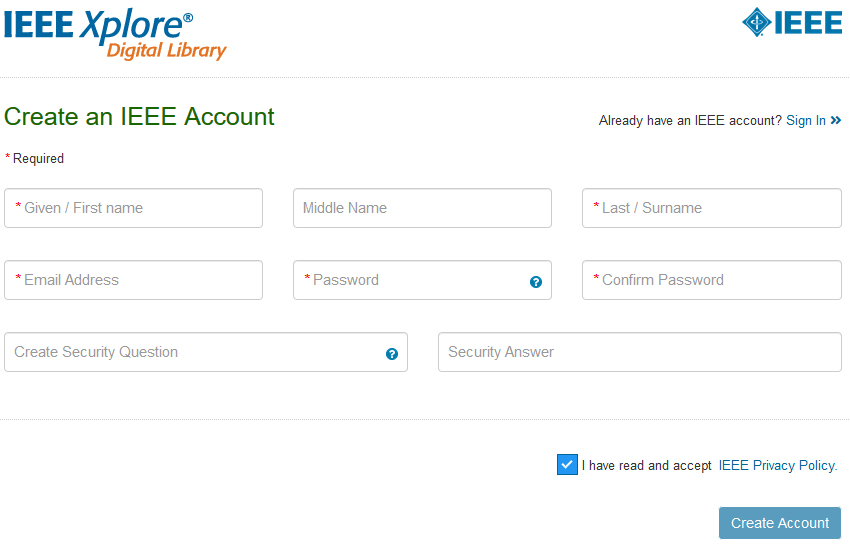 IEEE Xplore®
Digital Library
IEEE
Create an IEEE Account
Already have an IEEE account? Sign In »
* Required
* Given / First name
Middle Name
* Last / Surname
* Email Address
* Password ?
* Confirm Password
Create Security Question ?
Security Answer
I have read and accept IEEE Privacy Policy.
Create Account